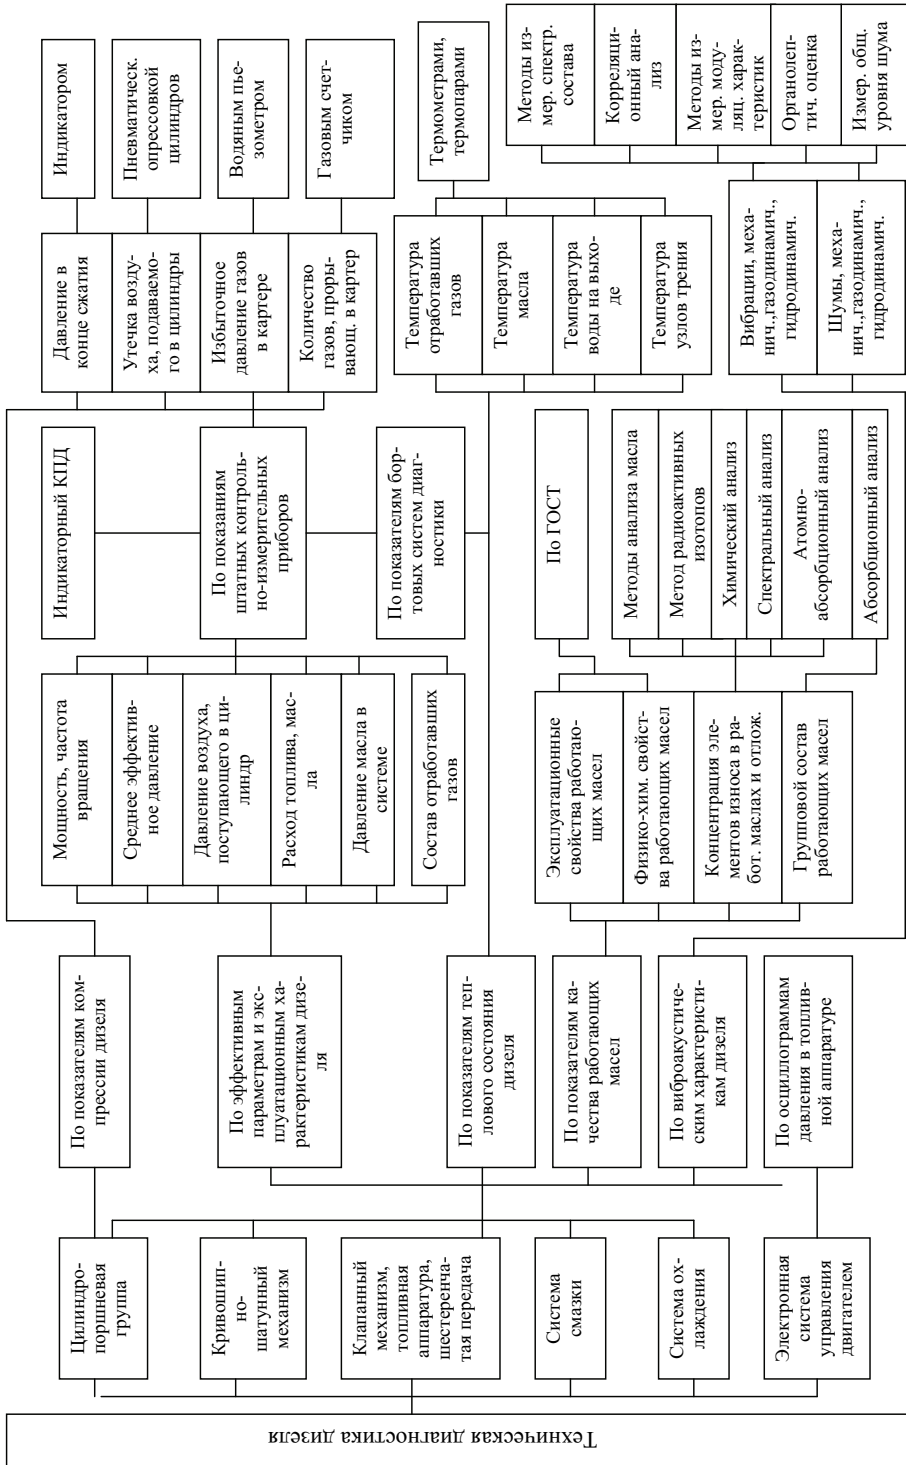 Техническая диагностика дизеля
Цилиндро-
поршневая
группа
Кривошип-
но-
шатунный
механизм
Клапанный
механизм,
топливная
аппаратура,
шестеренча-
тая передача
Система
смазки
Система ох-
лаждения
Электронная
система
управления
двигателем
По показателям ком-
прессии дизеля
По эффективным
параметрам и экс-
плуатационным ха-
рактеристикам дизе-
ля
По показателям теп-
лового состояния
дизеля
По показателям ка-
чества работающих
масел
По виброакустиче-
ским характеристи-
кам дизеля
По осциллограммам
давления в топлив-
ной аппаратуре
Мощность, частота
вращения
Среднее эффектив-
ное давление
Давление воздуха,
поступающего в ци-
линдр
Расход топлива, мас-
ла
Давление масла в
системе
Состав отработавших
газов
Эксплуатационные
свойства работаю-
щих масел
Физико-хим. свойст-
ва работающих масел
Концентрация эле-
ментов износа в ра-
бот. маслах и отлож.
Групповой состав
работающих масел
Индикаторный КПД
По показаниям
штатных контроль-
но-измерительных
приборов
По показателям бор-
товых систем диаг-
ностики
По ГОСТ
Методы анализа масла
Метод радиоактивных
изотопов
Химический анализ
Спектральный анализ
Атомно-
абсорбционный анализ
Абсорбционный анализ
Давление в
конце сжатия
Утечка возду-
ха, подаваемо-
го в цилиндры
Избыточное
давление газов
в картере
Количество
газов, проры-
вающ. в картер
Температура
отработавших
газов
Температура
масла
Температура
воды на выхо-
де
Температура
узлов трения
Вибрации, меха-
нич.,газодинамич.,
гидродинамич.
Шумы, меха-
нич.,газодинамич.,
гидродинамич.
Индикатором
Пневматическ.
опрессовкой
цилиндров
Водяным пье-
зометром
Газовым счет-
чиком
Термометрами,
термопарами
Методы из-
мер. спектр.
состава
Корреляци-
онный ана-
лиз
Методы из-
мер. моду-
ляц. харак-
теристик
Органолеп-
тич. оценка
Измер. общ.
уровня шума